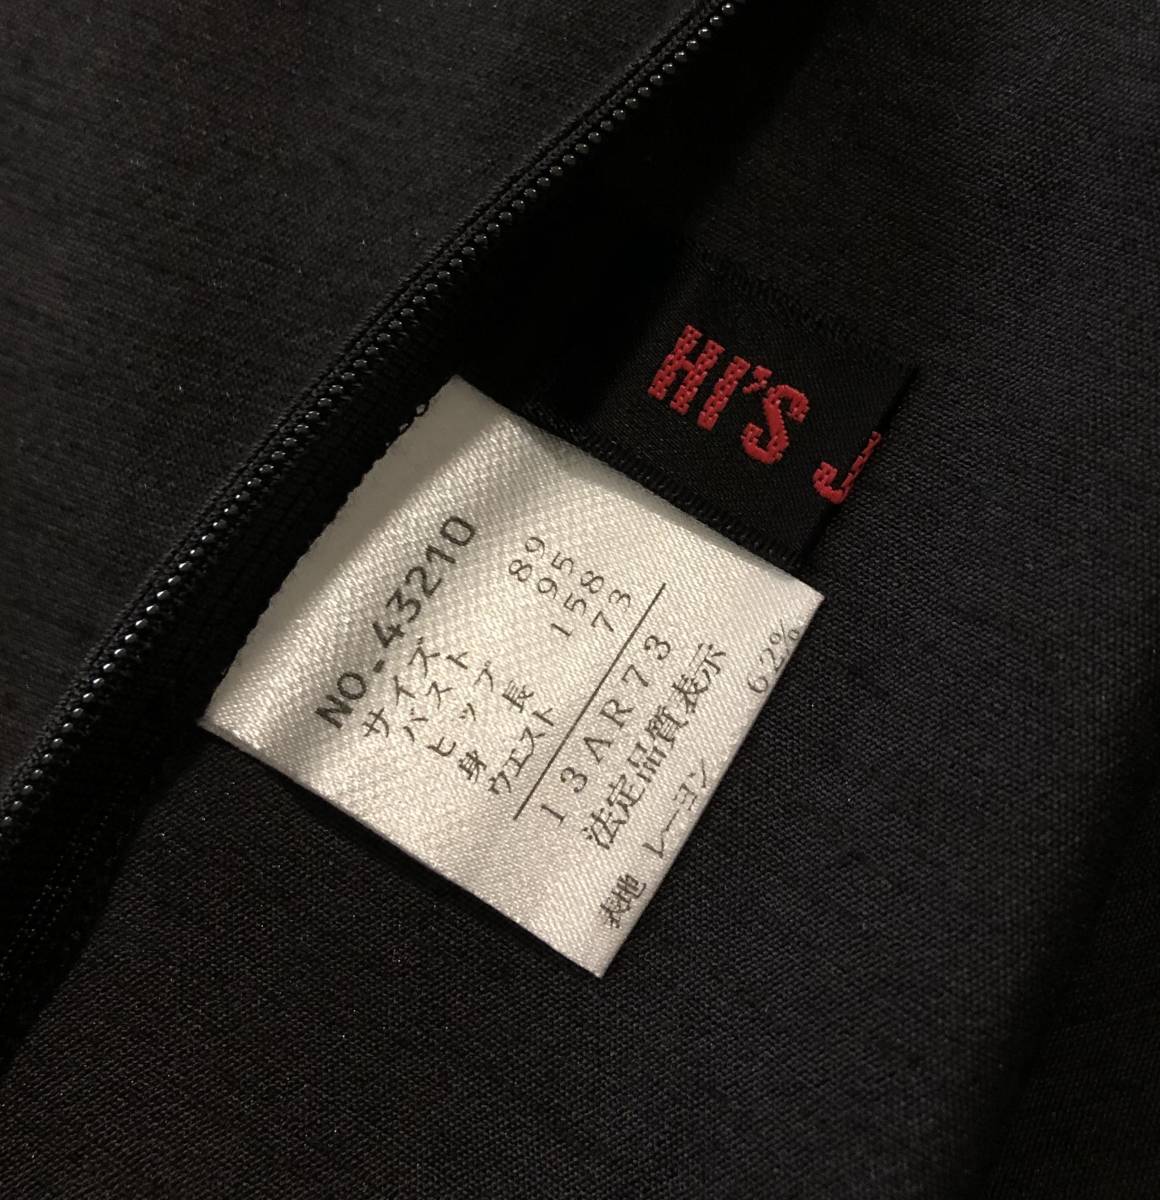 HI'S J
NO.43210
サイズ
バスト 89
ヒップ 95
身長 158
ウエスト 73
13AR73
法定品質表示
表地 レーヨン 62%